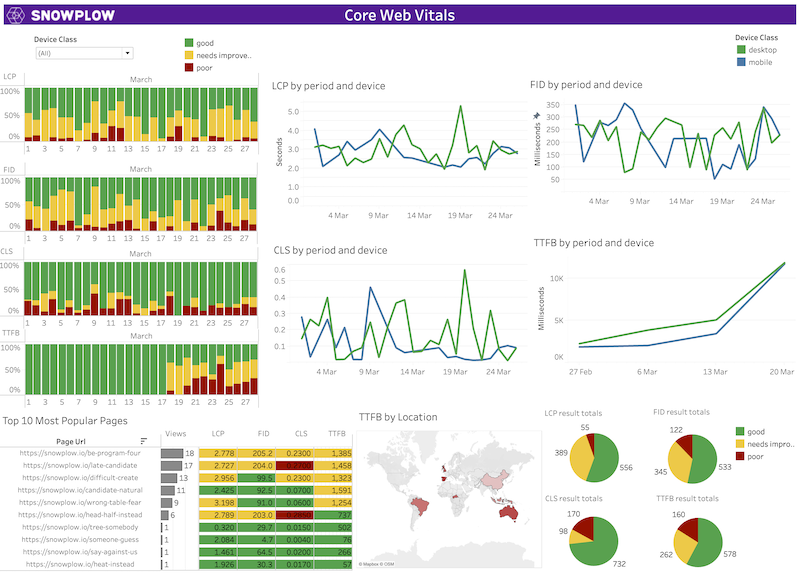 SNOWPLOW
Core Web Vitals
Device Class
(All)
good
needs improve..
poor
Device Class
desktop
mobile
LCP
March
100%
50%
0%
1 3 5 7 9 11 13 15 17 19 21 23 25 27
FID
March
100%
50%
0%
1 3 5 7 9 11 13 15 17 19 21 23 25 27
CLS
March
100%
50%
0%
1 3 5 7 9 11 13 15 17 19 21 23 25 27
TTFB
March
100%
50%
0%
1 3 5 7 9 11 13 15 17 19 21 23 25 27
LCP by period and device
Seconds
5.0
4.0
3.0
2.0
1.0
0.0
4 Mar 9 Mar 14 Mar 19 Mar 24 Mar
FID by period and device
Milliseconds
350
300
250
200
150
100
50
4 Mar 9 Mar 14 Mar 19 Mar 24 Mar
CLS by period and device
0.6
0.5
0.4
0.3
0.2
0.1
4 Mar 9 Mar 14 Mar 19 Mar 24 Mar
TTFB by period and device
Milliseconds
10K
5K
0K
27 Feb 6 Mar 13 Mar 20 Mar
Top 10 Most Popular Pages
Page Url Views LCP FID CLS TTFB
https://snowplow.io/be-program-four 18 2.778 205.2 0.2300 1,385
https://snowplow.io/late-candidate 17 2.727 204.0 1,458
https://snowplow.io/difficult-create 13 2.956 99.5 0.2300 1,323
https://snowplow.io/candidate-natural 11 2.425 92.5 0.0700 1,591
https://snowplow.io/wrong-table-fear 9 3.198 91.0 0.0600 1,254
https://snowplow.io/head-half-instead 6 2.789 203.0 737
https://snowplow.io/tree-somebody 1 0.320 29.7 0.0150 502
https://snowplow.io/someone-guess 1 2.084 4.7 0.0040 76
https://snowplow.io/say-against-us 1 1.461 64.5 0.0200 266
https://snowplow.io/heat-instead 1 1.926 30.3 0.0170 57
TTFB by Location
© Mapbox © OSM
LCP result totals
55
389
556
FID result totals
122
345
533
good
needs impro..
poor
CLS result totals
170
98
732
TTFB result totals
160
262
578